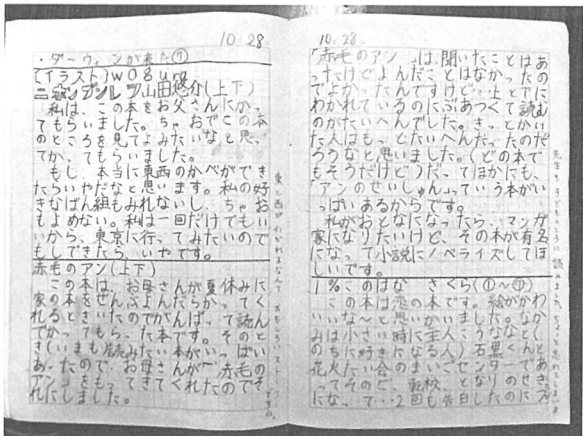 10.28.
・ダーウィンが来た⑦
(イラスト)wogura
ニホンブンレツ山田悠介(上下)
私は、この本をお父さんにかっ
てもらいました。ちゃおでこの本
のところを見てよみたいなと思っ
てか、てもらいました。
もし、本当に東西のかべができ
たらいやだなと思います。私の好
きなばん組もみれないし、ちゃお
もよめない。私は一回だけでもい
いから、東京に行ってみたいので
もしできたら、いやです。
赤毛のアン(上下)
この本は、お母さんが夏休みに
家の本をぜんぶよんだらかってく
れるといったのでがんばって読ん
でかってもらった本です。そのと
き(いまも)読みたい本がいっぱい
あったので、お母さんが「赤毛の
アン」をもってきてくれたのでそ
れにしました。
10.28.
「赤毛のアン」は、聞いたことはあ
ったけどよんだことはなかったの
でよかったんですけど…上と下に
わかれているのにぶあつくて読む
のがたいへんでした。きっとかい
た人はもっとたいへんだったのだ
ろうなと思いました。(どの本で
もそうだけど)だってほかにも、
「アンのせいしゅん」っていう本がい
っぱいあるからです。
私がおとなになったら、マンガ
家になりたいけど、その本が有名
になって小説にノベライズしてほ
しいです。
1%このはな さくら(①~①)
この本は恋の本です。絵がかわ
いいな~と思いかいました。なか
みは小さい時に主人こうななと(
のちに好きになる人)石黒くんと
花火たい会のまいごセンターであ
ってそのご、転校、となりのせき
になって…2回も告白したのにス